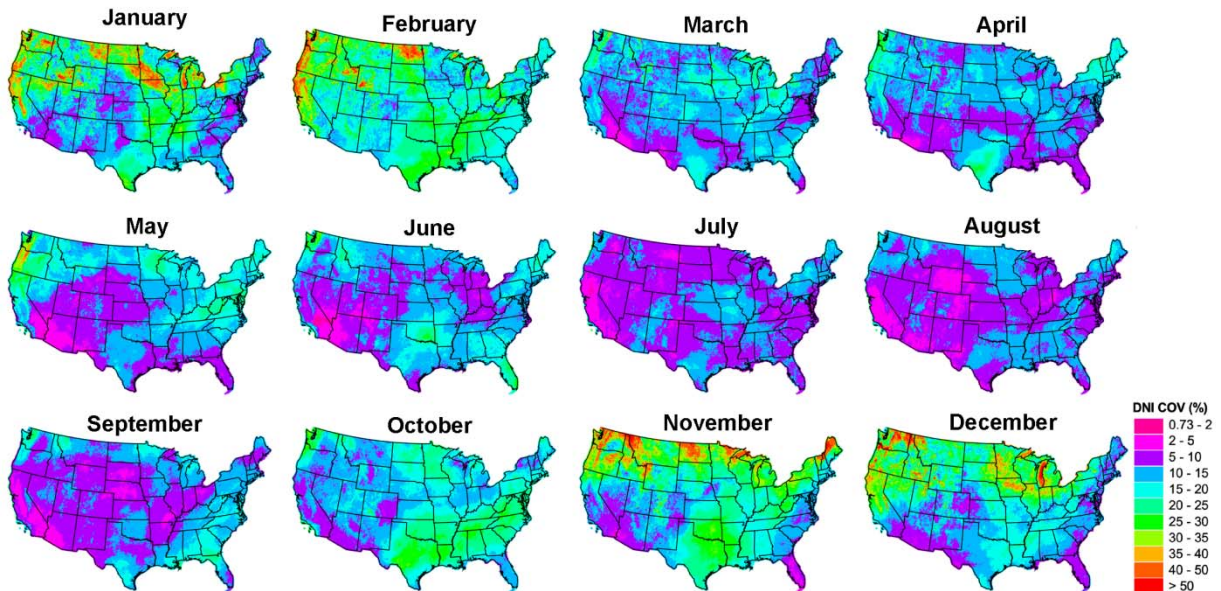 January
February
March
April
May
June
July
August
September
October
November
December
DNI COV (%)
0.73 - 2
2 - 5
5 - 10
10 - 15
15 - 20
20 - 25
25 - 30
30 - 35
35 - 40
40 - 50
> 50